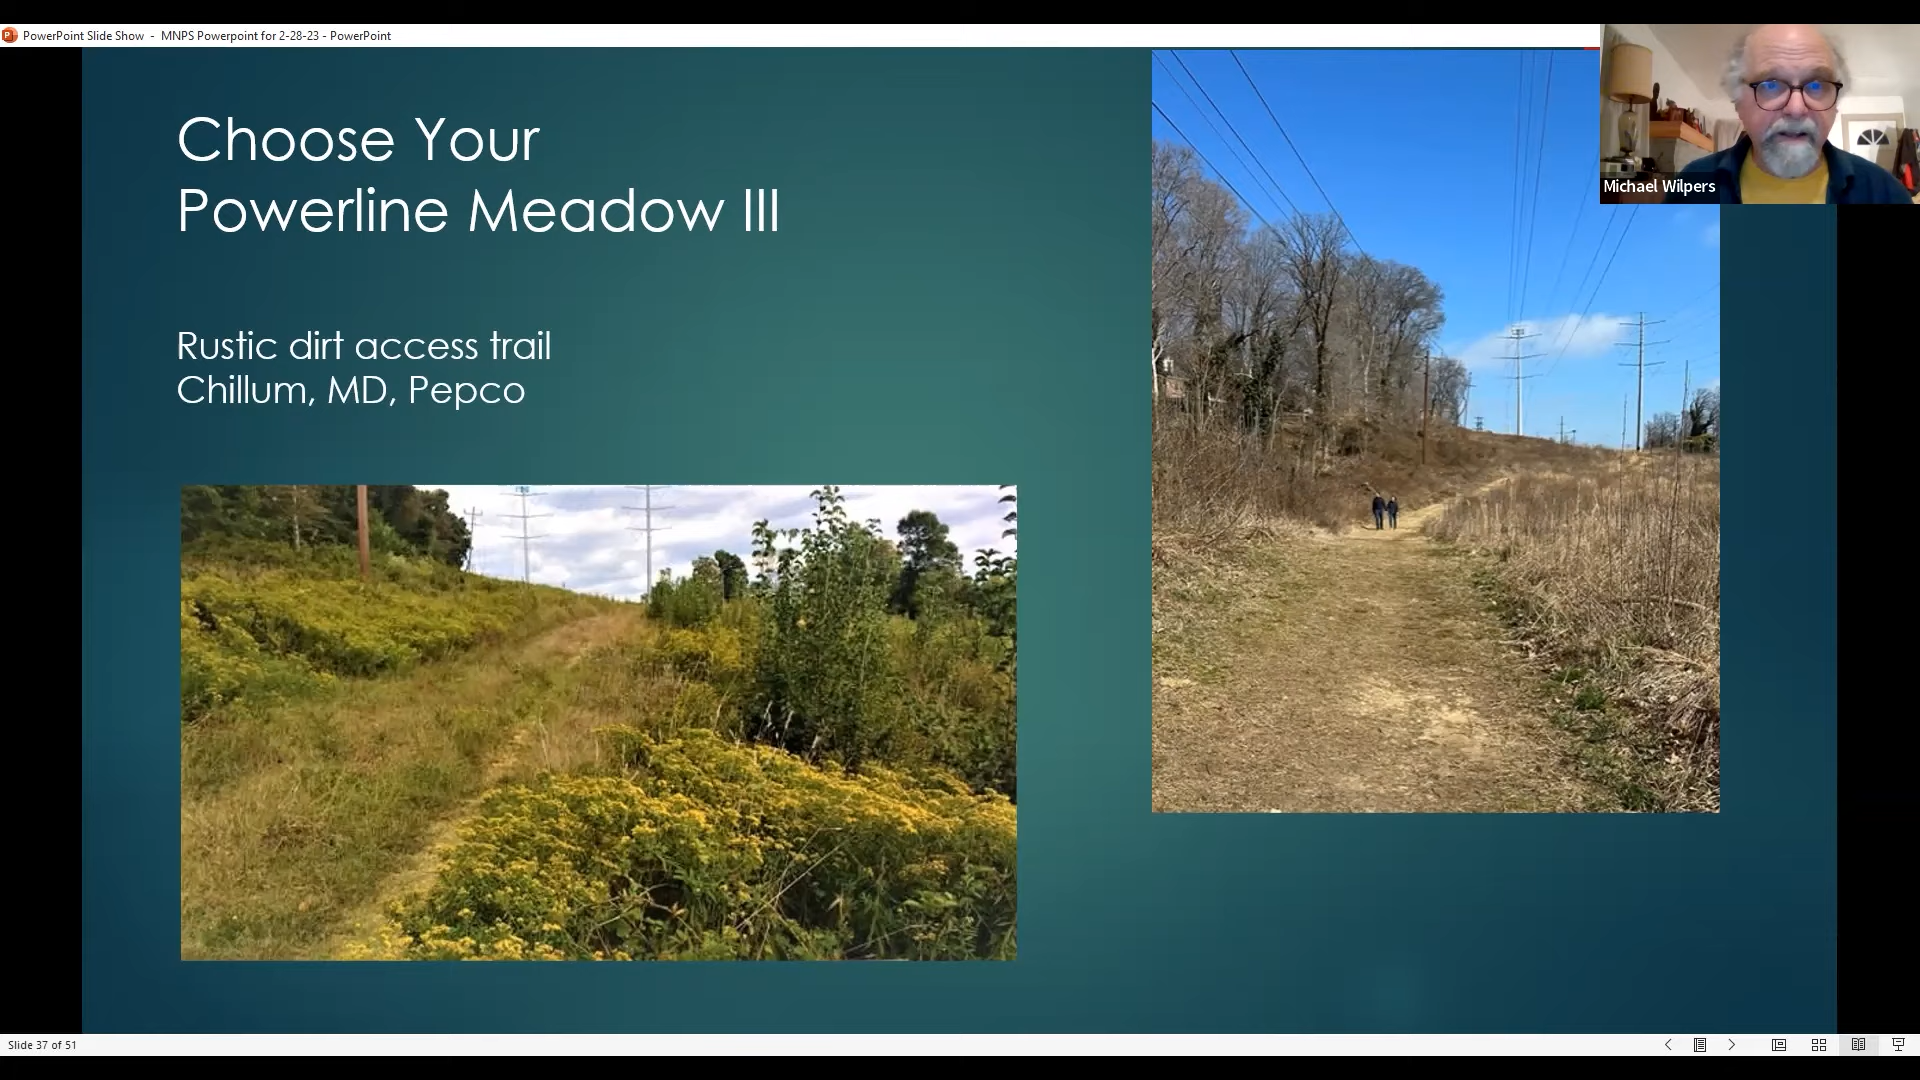 PowerPoint Slide Show - MNPS Powerpoint for 2-28-23 - PowerPoint
Choose Your
Powerline Meadow III
Rustic dirt access trail
Chillum, MD, Pepco
Michael Wilpers
Slide 37 of 51